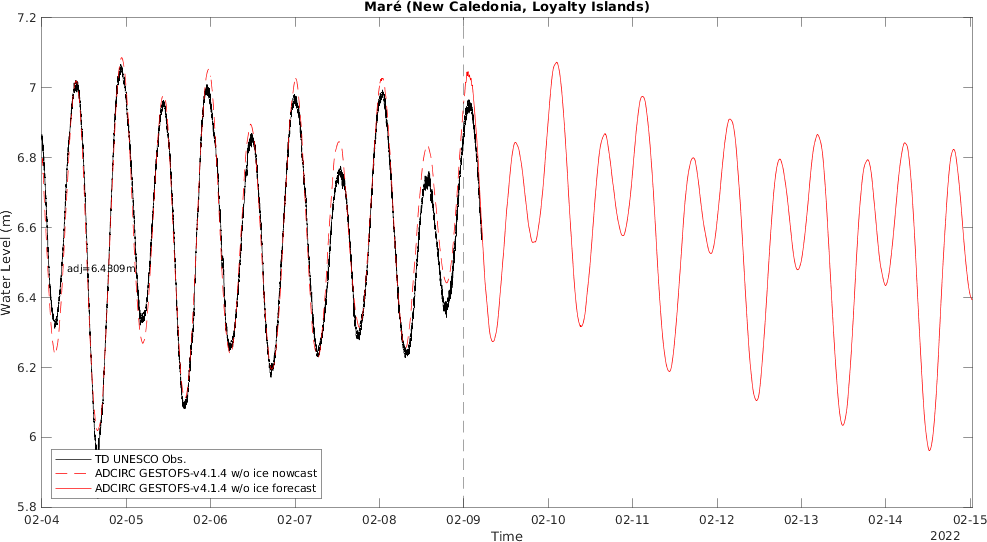 Maré (New Caledonia, Loyalty Islands)
7.2
7
6.8
6.6
6.4
6.2
6
5.8
Water Level (m)
adj=6.4309m
TD UNESCO Obs.
ADCIRC GESTOFS-v4.1.4 w/o ice nowcast
ADCIRC GESTOFS-v4.1.4 w/o ice forecast
02-04 02-05 02-06 02-07 02-08 02-09 02-10 02-11 02-12 02-13 02-14 02-15
Time
2022